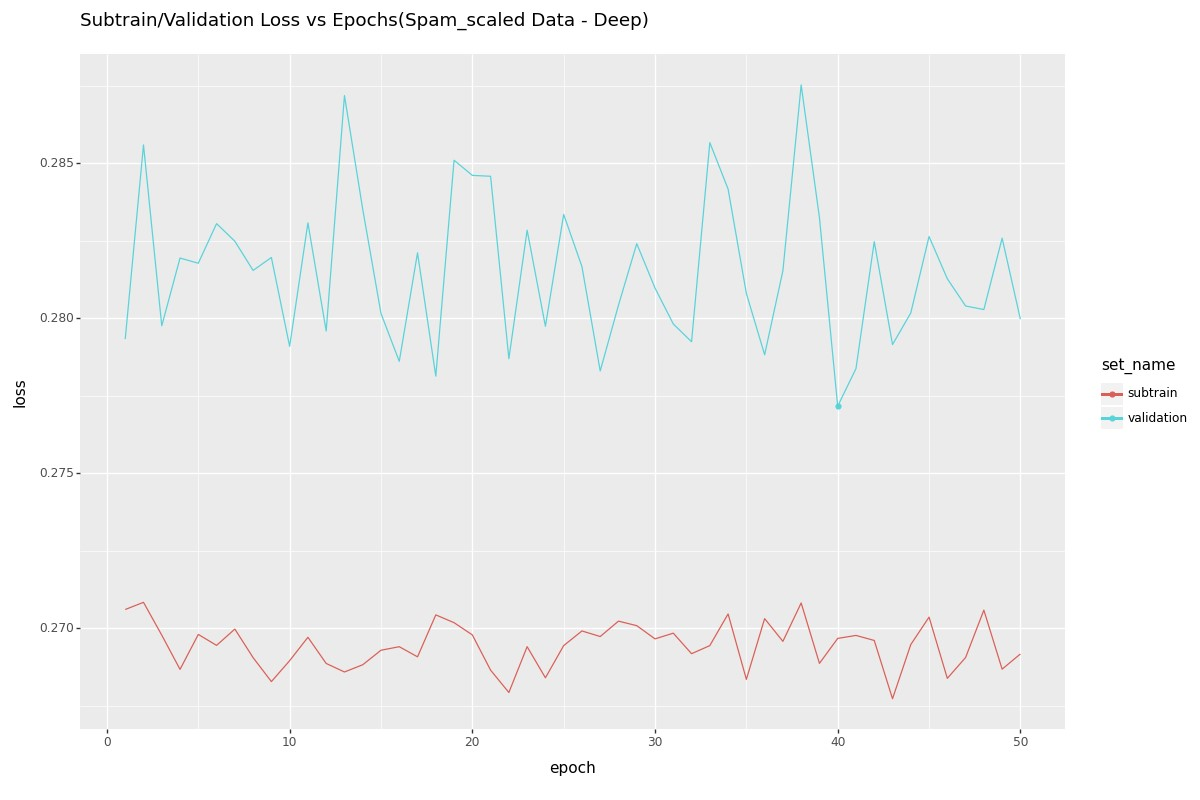 Subtrain/Validation Loss vs Epochs(Spam_scaled Data - Deep)
0.285
0.280
0.275
0.270
loss
0
10
20
30
40
50
epoch
set_name
subtrain
validation